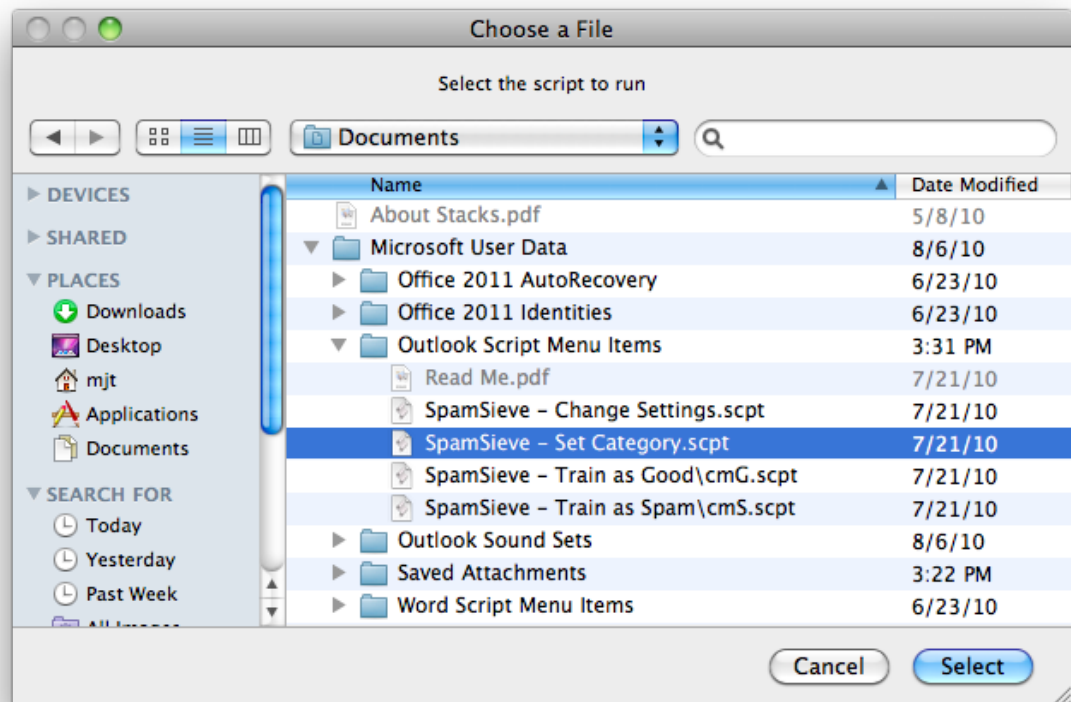 Choose a File
Select the script to run
Documents
DEVICES
SHARED
PLACES
Downloads
Desktop
mjt
Applications
Documents
SEARCH FOR
Today
Yesterday
Past Week
All Images
Name Date Modified
About Stacks.pdf 5/8/10
Microsoft User Data 8/6/10
Office 2011 AutoRecovery 6/23/10
Office 2011 Identities 6/23/10
Outlook Script Menu Items 3:31 PM
Read Me.pdf 7/21/10
SpamSieve – Change Settings.scpt 7/21/10
SpamSieve – Set Category.scpt 7/21/10
SpamSieve – Train as Good\cmG.scpt 7/21/10
SpamSieve – Train as Spam\cmS.scpt 7/21/10
Outlook Sound Sets 8/6/10
Saved Attachments 3:22 PM
Word Script Menu Items 6/23/10
Cancel Select